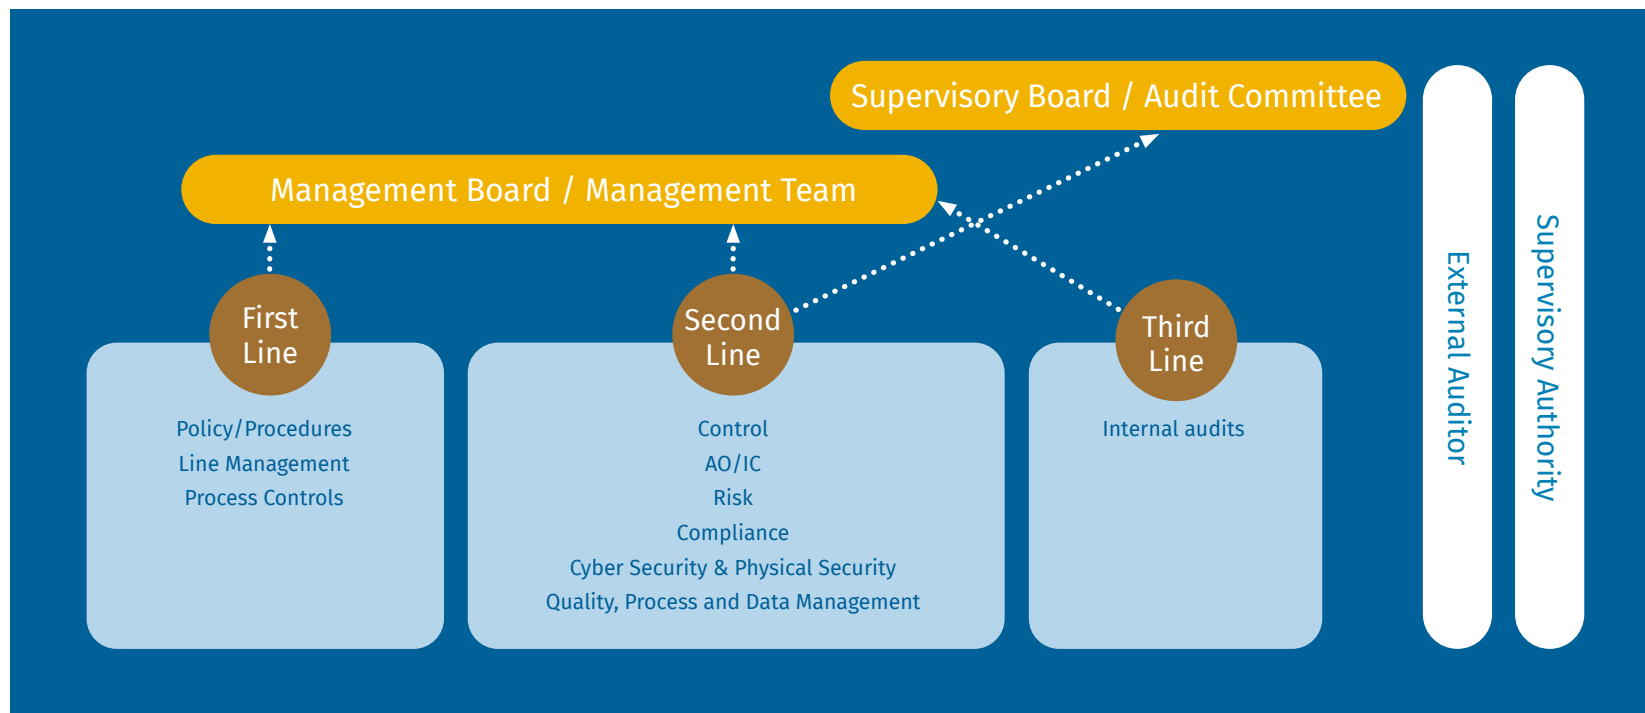 Supervisory Board / Audit Committee
Management Board / Management Team
First
Line
Policy/Procedures
Line Management
Process Controls
Second
Line
Control
AO/IC
Risk
Compliance
Cyber Security & Physical Security
Quality, Process and Data Management
Third
Line
Internal audits
External Auditor
Supervisory Authority